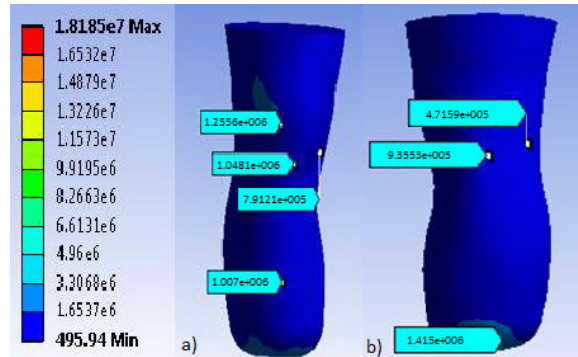 1.8185e7 Max
1.6532e7
1.4879e7
1.3226e7
1.1573e7
9.9195e6
8.2663e6
6.6131e6
4.96e6
3.3068e6
1.6537e6
495.94 Min
1.2556e+006
1.0481e+006
7.9121e+005
1.007e+006
a)
4.7159e+005
9.3553e+005
1.415e+006
b)